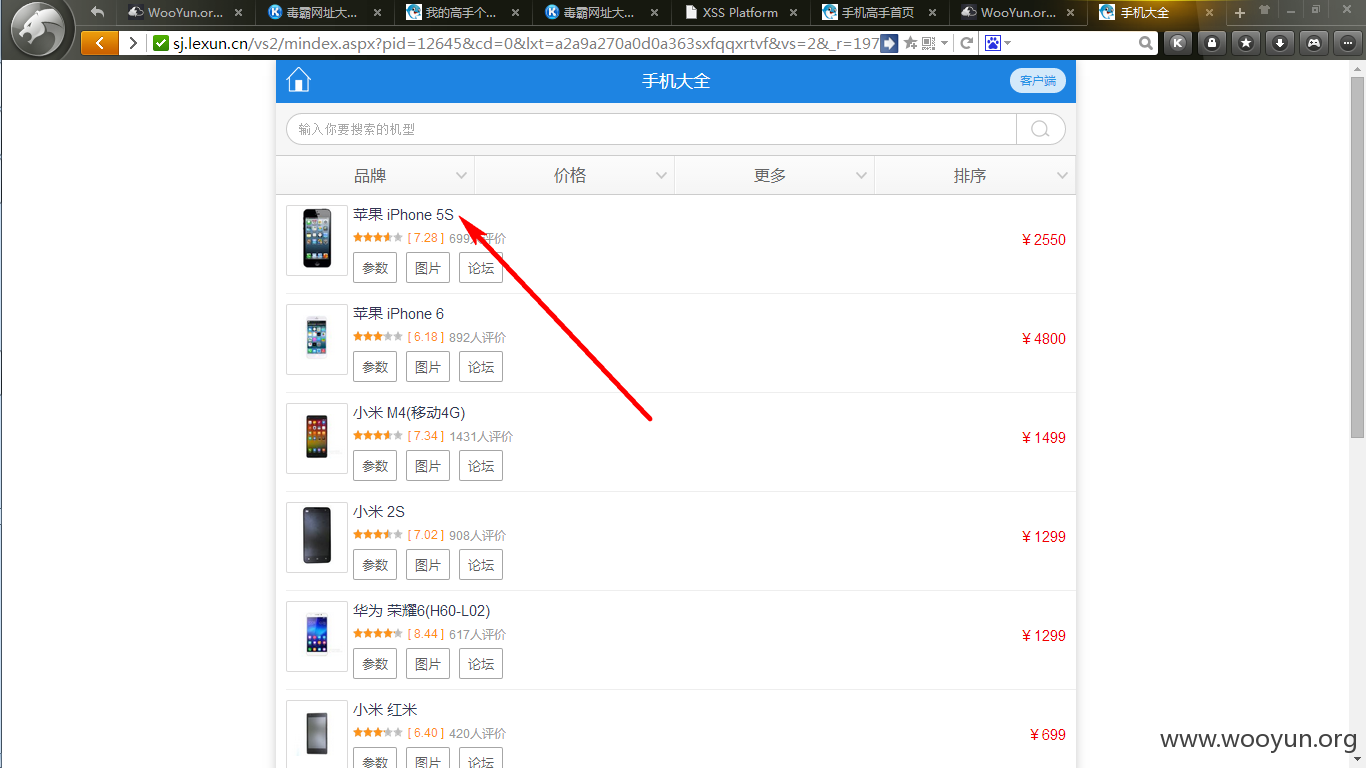 WooYun.or...
毒霸网址大...
我的高手个...
毒霸网址大...
XSS Platform
手机高手首页
WooYun.or...
手机大全
sj.lexun.cn/vs2/mindex.aspx?pid=12645&cd=0&lxt=a2a9a270a0d0a363sxfqqxrtvf&vs=2&_r=197
手机大全
客户端
输入你要搜索的机型
品牌
价格
更多
排序
苹果 iPhone 5S
[ 7.28 ] 699人评价
¥ 2550
参数 图片 论坛
苹果 iPhone 6
[ 6.18 ] 892人评价
¥ 4800
参数 图片 论坛
小米 M4(移动4G)
[ 7.34 ] 1431人评价
¥ 1499
参数 图片 论坛
小米 2S
[ 7.02 ] 908人评价
¥ 1299
参数 图片 论坛
华为 荣耀6(H60-L02)
[ 8.44 ] 617人评价
¥ 1299
参数 图片 论坛
小米 红米
[ 6.40 ] 420人评价
¥ 699
参数 图片 论坛
www.wooyun.org